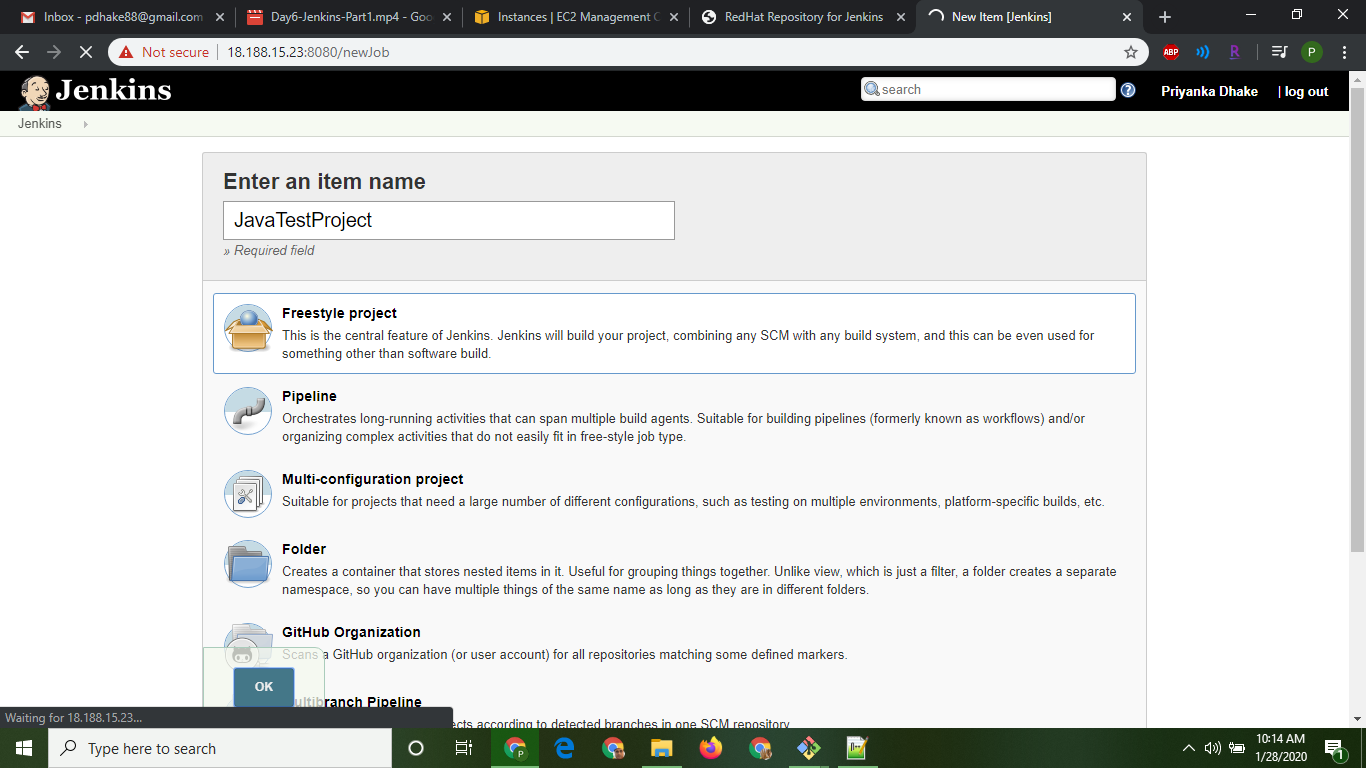 Inbox - pdhake88@gmail.com
Day6-Jenkins-Part1.mp4 - Goo
Instances | EC2 Management C
RedHat Repository for Jenkins
New Item [Jenkins]
Not secure
18.188.15.23:8080/newJob
ABP
R
P
Jenkins
search
?
Priyanka Dhake
| log out
Jenkins
Enter an item name
JavaTestProject
» Required field
Freestyle project
This is the central feature of Jenkins. Jenkins will build your project, combining any SCM with any build system, and this can be even used for
something other than software build.
Pipeline
Orchestrates long-running activities that can span multiple build agents. Suitable for building pipelines (formerly known as workflows) and/or
organizing complex activities that do not easily fit in free-style job type.
Multi-configuration project
Suitable for projects that need a large number of different configurations, such as testing on multiple environments, platform-specific builds, etc.
Folder
Creates a container that stores nested items in it. Useful for grouping things together. Unlike view, which is just a filter, a folder creates a separate
namespace, so you can have multiple things of the same name as long as they are in different folders.
GitHub Organization
Scans a GitHub organization (or user account) for all repositories matching some defined markers.
OK
Multibranch Pipeline
ects according to detected branches in one SCM repository.
Waiting for 18.188.15.23...
Type here to search
10:14 AM
1/28/2020
1